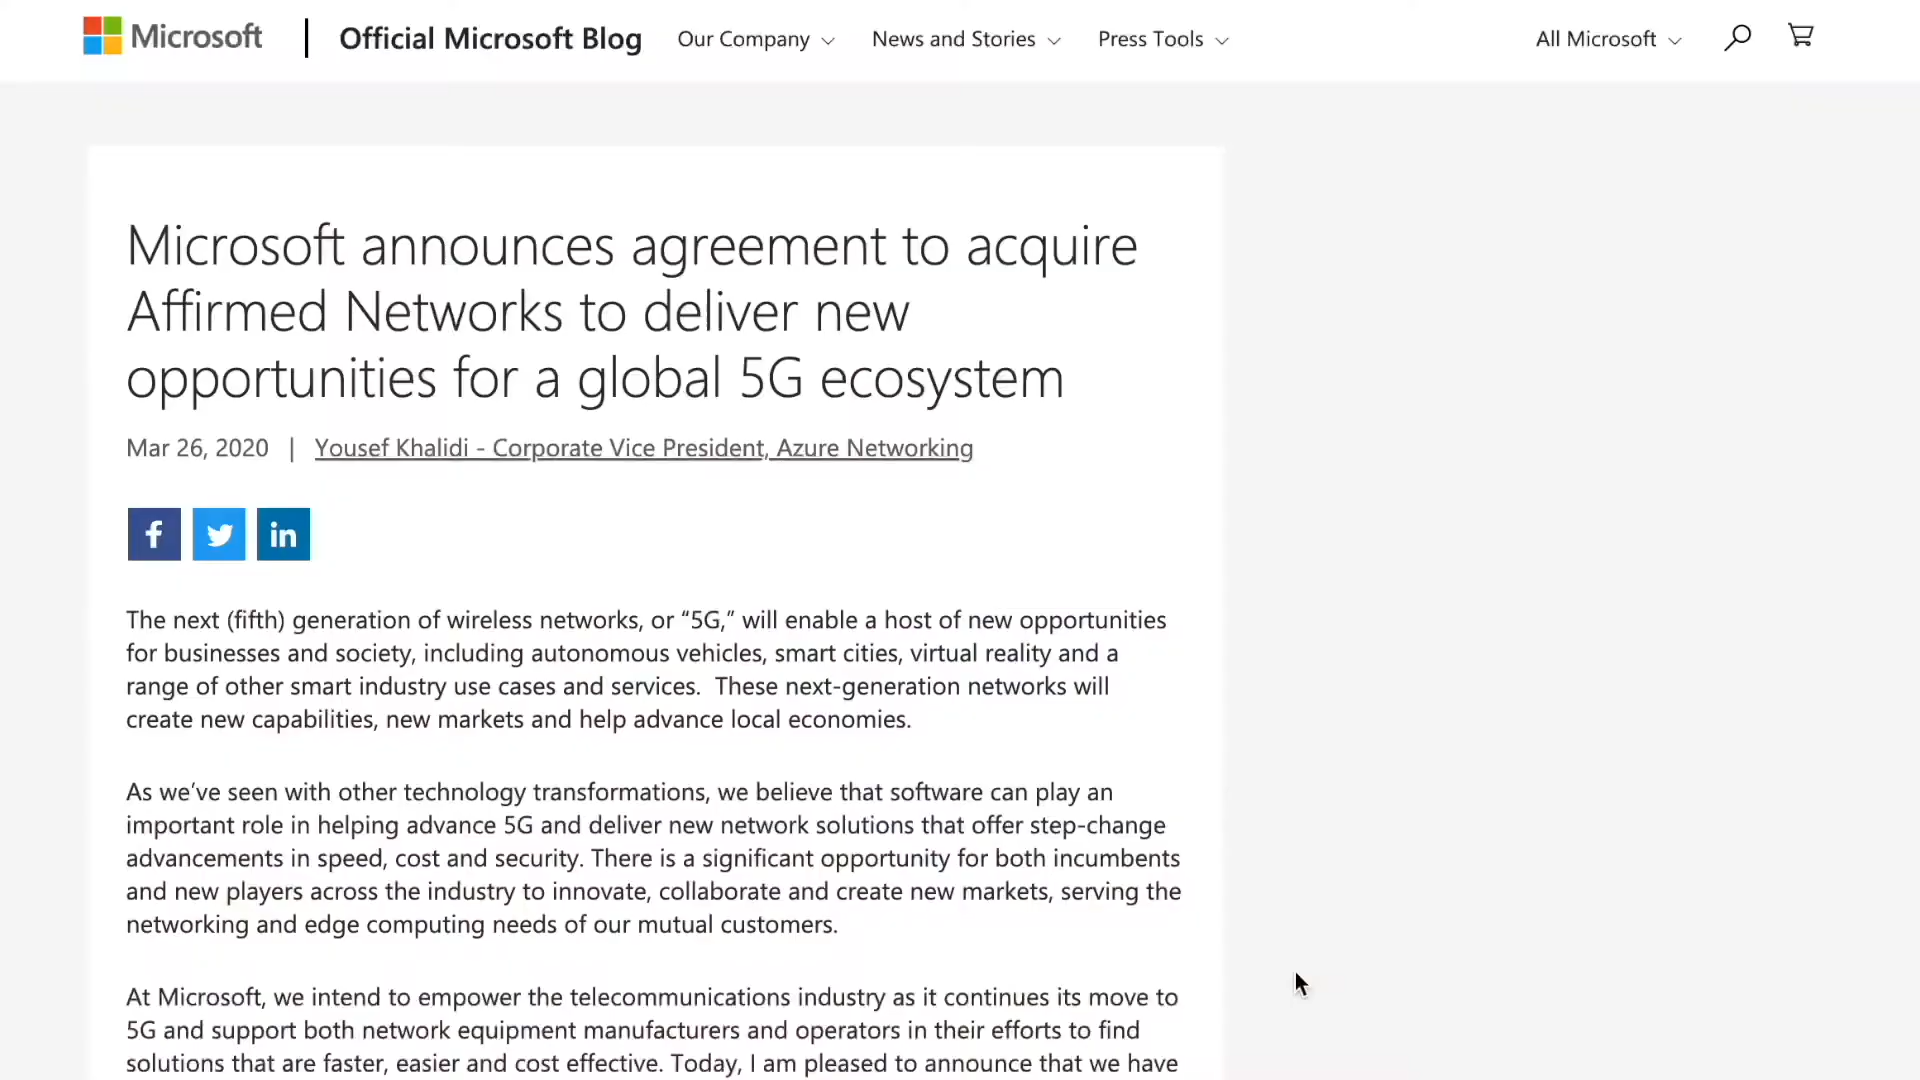 Microsoft | Official Microsoft Blog Our Company News and Stories Press Tools All Microsoft
Microsoft announces agreement to acquire
Affirmed Networks to deliver new
opportunities for a global 5G ecosystem
Mar 26, 2020 | Yousef Khalidi - Corporate Vice President, Azure Networking
f in
The next (fifth) generation of wireless networks, or “5G,” will enable a host of new opportunities
for businesses and society, including autonomous vehicles, smart cities, virtual reality and a
range of other smart industry use cases and services. These next-generation networks will
create new capabilities, new markets and help advance local economies.
As we’ve seen with other technology transformations, we believe that software can play an
important role in helping advance 5G and deliver new network solutions that offer step-change
advancements in speed, cost and security. There is a significant opportunity for both incumbents
and new players across the industry to innovate, collaborate and create new markets, serving the
networking and edge computing needs of our mutual customers.
At Microsoft, we intend to empower the telecommunications industry as it continues its move to
5G and support both network equipment manufacturers and operators in their efforts to find
solutions that are faster, easier and cost effective. Today, I am pleased to announce that we have